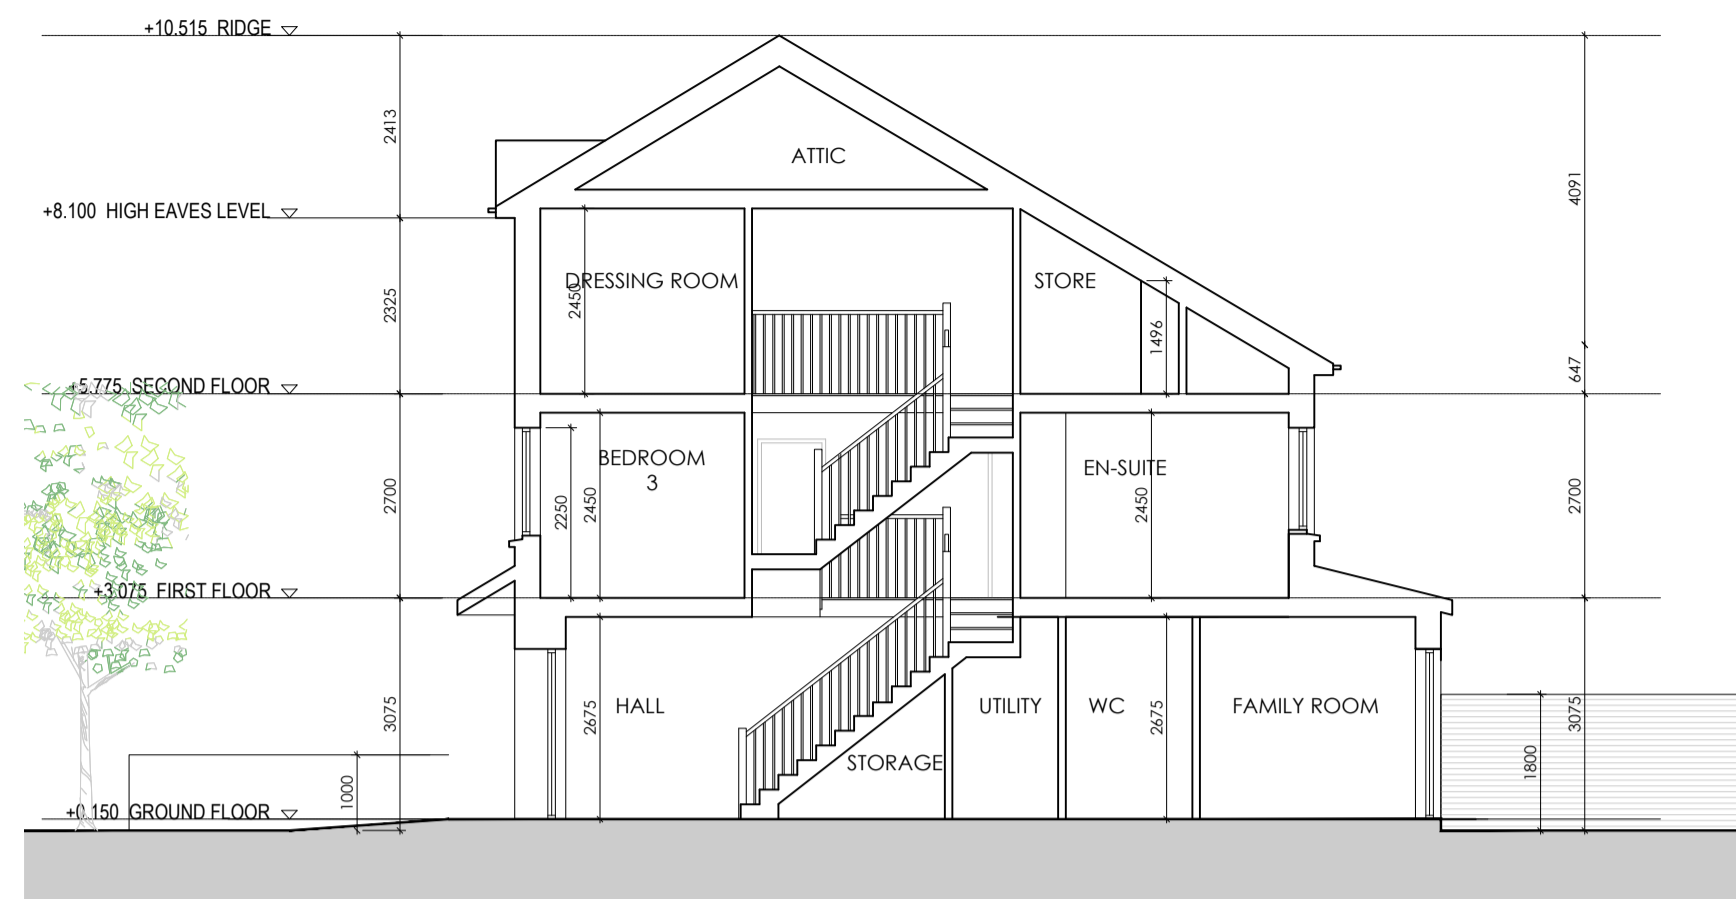 +10.515 RIDGE
2413
4091
ATTIC
+8.100 HIGH EAVES LEVEL
DRESSING ROOM
2450
STORE
2325
1496
647
+5.775 SECOND FLOOR
BEDROOM
3
EN-SUITE
2700
2250
2450
2450
2700
+3.075 FIRST FLOOR
HALL
UTILITY
WC
FAMILY ROOM
3075
2675
2675
3075
STORAGE
1000
1800
+0.150 GROUND FLOOR